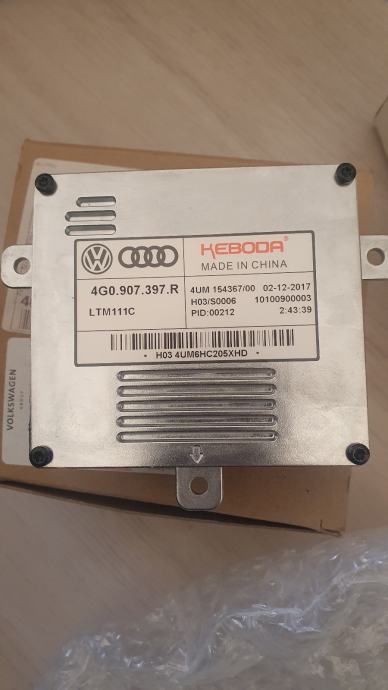 KEBODA
MADE IN CHINA
4G0.907.397.R
4UM 154367/00 02-12-2017
LTM111C
H03/S0006 10100900003
PID:00212 2:43:39
• H03 4UM6HC205XHD •
VOLKSWAGEN
GROUP